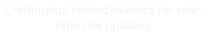 Continuous hemodynamics for real-
time risk updates.